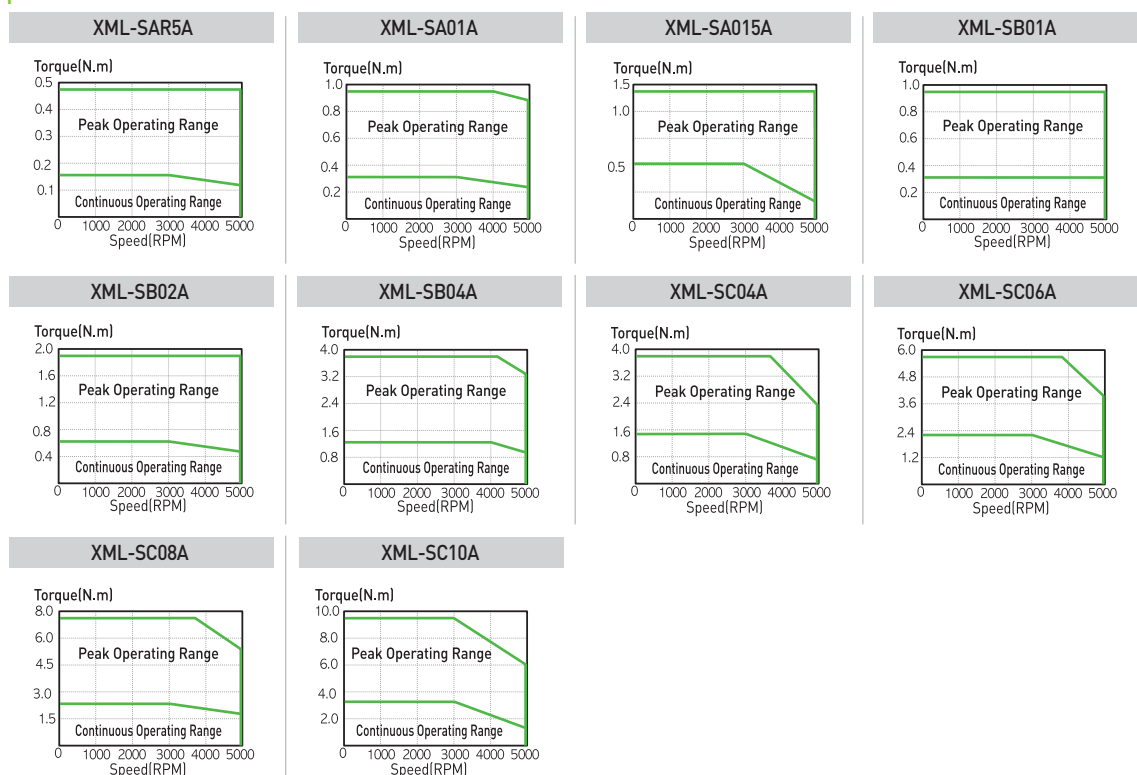 XML-SAR5A
Torque(N.m)
0.5
0.4
0.3
0.2
0.1
Peak Operating Range
Continuous Operating Range
0 1000 2000 3000 4000 5000
Speed(RPM)
XML-SA01A
Torque(N.m)
1.0
0.8
0.6
0.4
0.2
Peak Operating Range
Continuous Operating Range
0 1000 2000 3000 4000 5000
Speed(RPM)
XML-SA015A
Torque(N.m)
1.5
1.0
0.5
Peak Operating Range
Continuous Operating Range
0 1000 2000 3000 4000 5000
Speed(RPM)
XML-SB01A
Torque(N.m)
1.0
0.8
0.6
0.4
0.2
Peak Operating Range
Continuous Operating Range
0 1000 2000 3000 4000 5000
Speed(RPM)
XML-SB02A
Torque(N.m)
2.0
1.6
1.2
0.8
0.4
Peak Operating Range
Continuous Operating Range
0 1000 2000 3000 4000 5000
Speed(RPM)
XML-SB04A
Torque(N.m)
4.0
3.2
2.4
1.6
0.8
Peak Operating Range
Continuous Operating Range
0 1000 2000 3000 4000 5000
Speed(RPM)
XML-SC04A
Torque(N.m)
4.0
3.2
2.4
1.6
0.8
Peak Operating Range
Continuous Operating Range
0 1000 2000 3000 4000 5000
Speed(RPM)
XML-SC06A
Torque(N.m)
6.0
4.8
3.6
2.4
1.2
Peak Operating Range
Continuous Operating Range
0 1000 2000 3000 4000 5000
Speed(RPM)
XML-SC08A
Torque(N.m)
8.0
6.0
4.5
3.0
1.5
Peak Operating Range
Continuous Operating Range
0 1000 2000 3000 4000 5000
Speed(RPM)
XML-SC10A
Torque(N.m)
10.0
8.0
6.0
4.0
2.0
Peak Operating Range
Continuous Operating Range
0 1000 2000 3000 4000 5000
Speed(RPM)